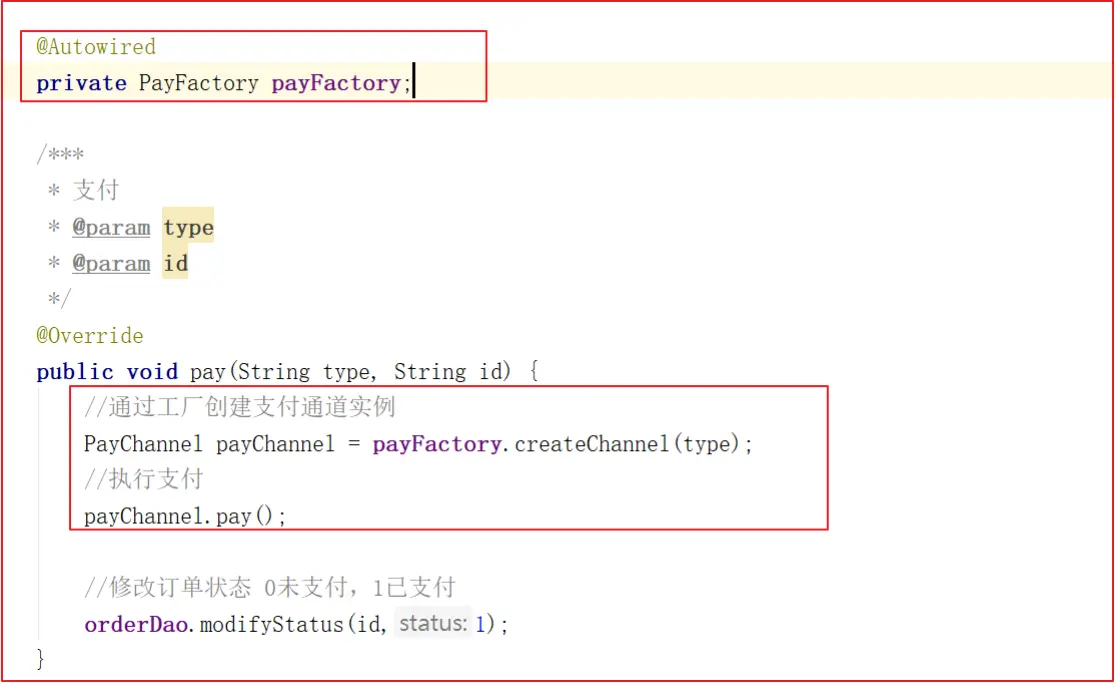 @Autowired
private PayFactory payFactory;
/***
* 支付
* @param type
* @param id
*/
@Override
public void pay(String type, String id) {
//通过工厂创建支付通道实例
PayChannel payChannel = payFactory.createChannel(type);
//执行支付
payChannel.pay();
//修改订单状态 0未支付，1已支付
orderDao.modifyStatus(id, status: 1);
}